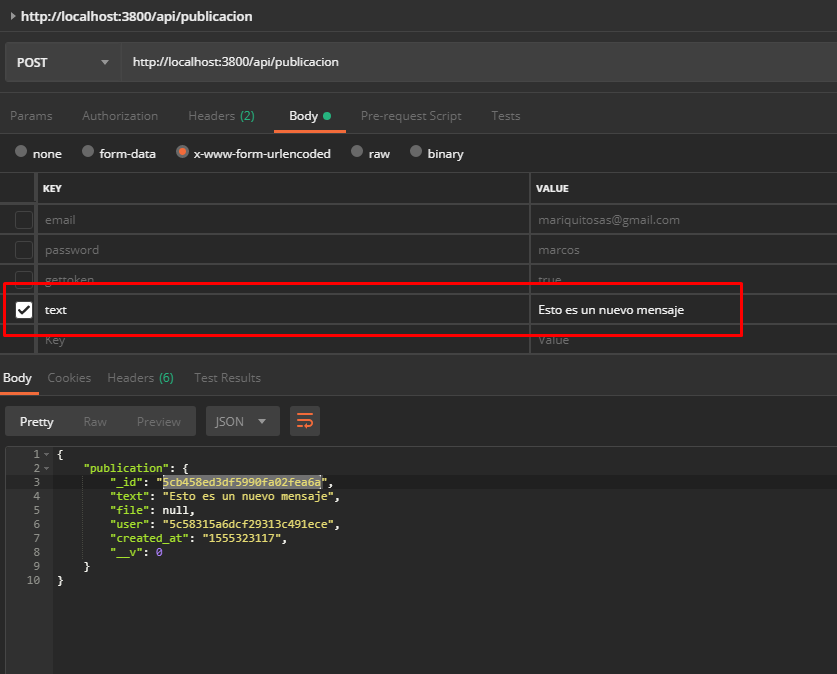 http://localhost:3800/api/publicacion
POST http://localhost:3800/api/publicacion
Params Authorization Headers (2) Body Pre-request Script Tests
none form-data x-www-form-urlencoded raw binary
KEY VALUE
email mariquitosas@gmail.com
password marcos
gettoken true
text Esto es un nuevo mensaje
Key Value
Body Cookies Headers (6) Test Results
Pretty Raw Preview JSON
1 {
2 "publication": {
3 "_id": "5cb458ed3df5990fa02fea6a",
4 "text": "Esto es un nuevo mensaje",
5 "file": null,
6 "user": "5c58315a6dcf29313c491ece",
7 "created_at": "1555323117",
8 "__v": 0
9 }
10 }